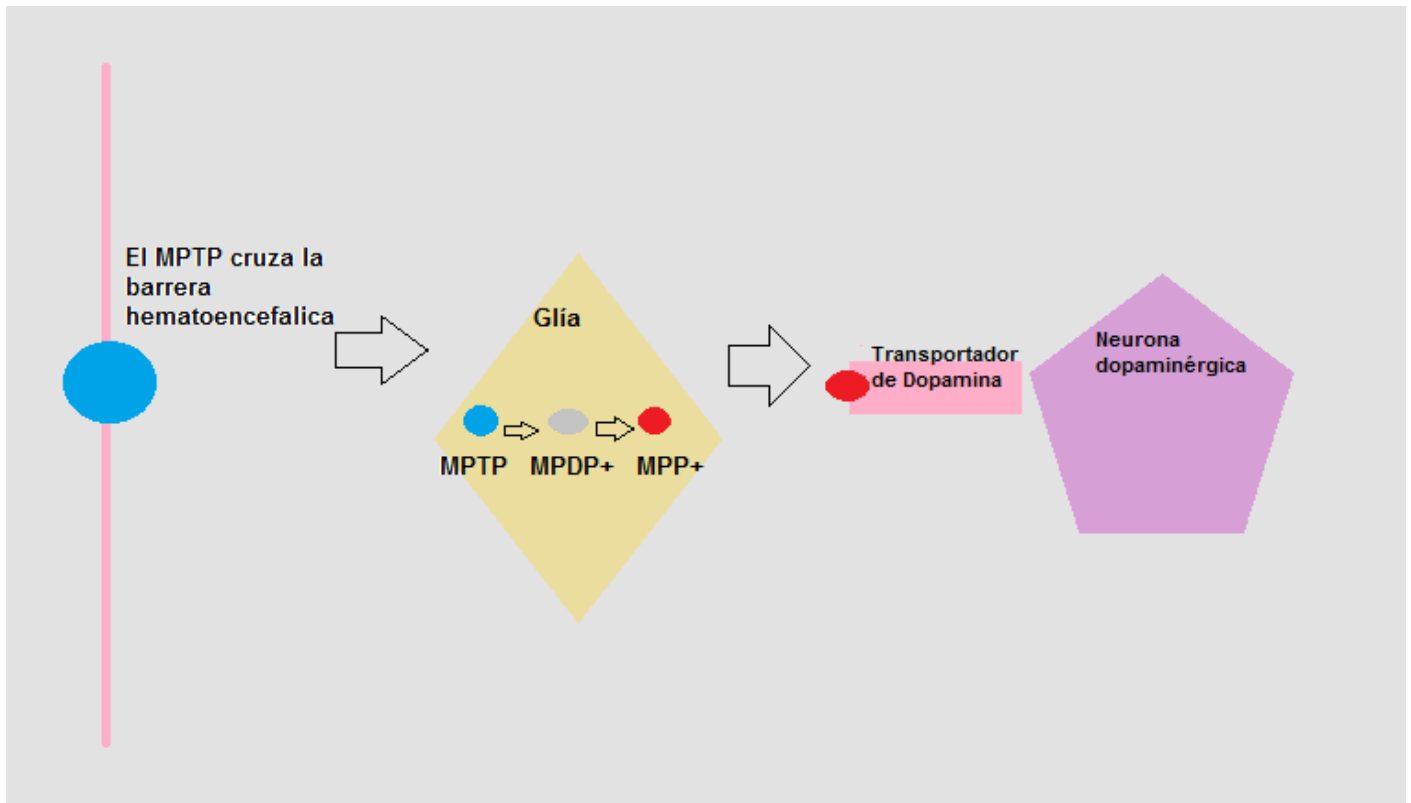 El MPTP cruza la
barrera
hematoencefalica
Glía
MPTP
MPDP+
MPP+
Transportador
de Dopamina
Neurona
dopaminérgica